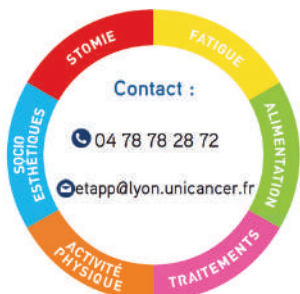 STOMIE
FATIGUE
ALIMENTATION
TRAITEMENTS
ACTIVITÉ
PHYSIQUE
SOCIO
ESTHÉTIQUES
Contact :
04 78 78 28 72
etapp@lyon.unicancer.fr